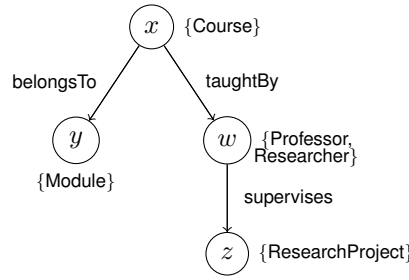 x {Course}
belongsTo taughtBy
y w {Professor,
Researcher}
{Module}
supervises
z {ResearchProject}